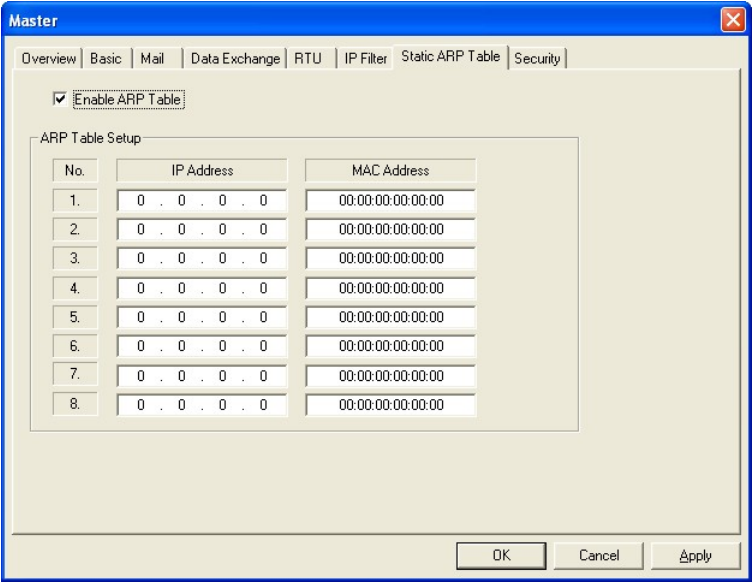 Master
Overview Basic Mail Data Exchange RTU IP Filter Static ARP Table Security
Enable ARP Table
ARP Table Setup
No. IP Address MAC Address
1. 0 . 0 . 0 . 0 00:00:00:00:00:00
2. 0 . 0 . 0 . 0 00:00:00:00:00:00
3. 0 . 0 . 0 . 0 00:00:00:00:00:00
4. 0 . 0 . 0 . 0 00:00:00:00:00:00
5. 0 . 0 . 0 . 0 00:00:00:00:00:00
6. 0 . 0 . 0 . 0 00:00:00:00:00:00
7. 0 . 0 . 0 . 0 00:00:00:00:00:00
8. 0 . 0 . 0 . 0 00:00:00:00:00:00
OK Cancel Apply